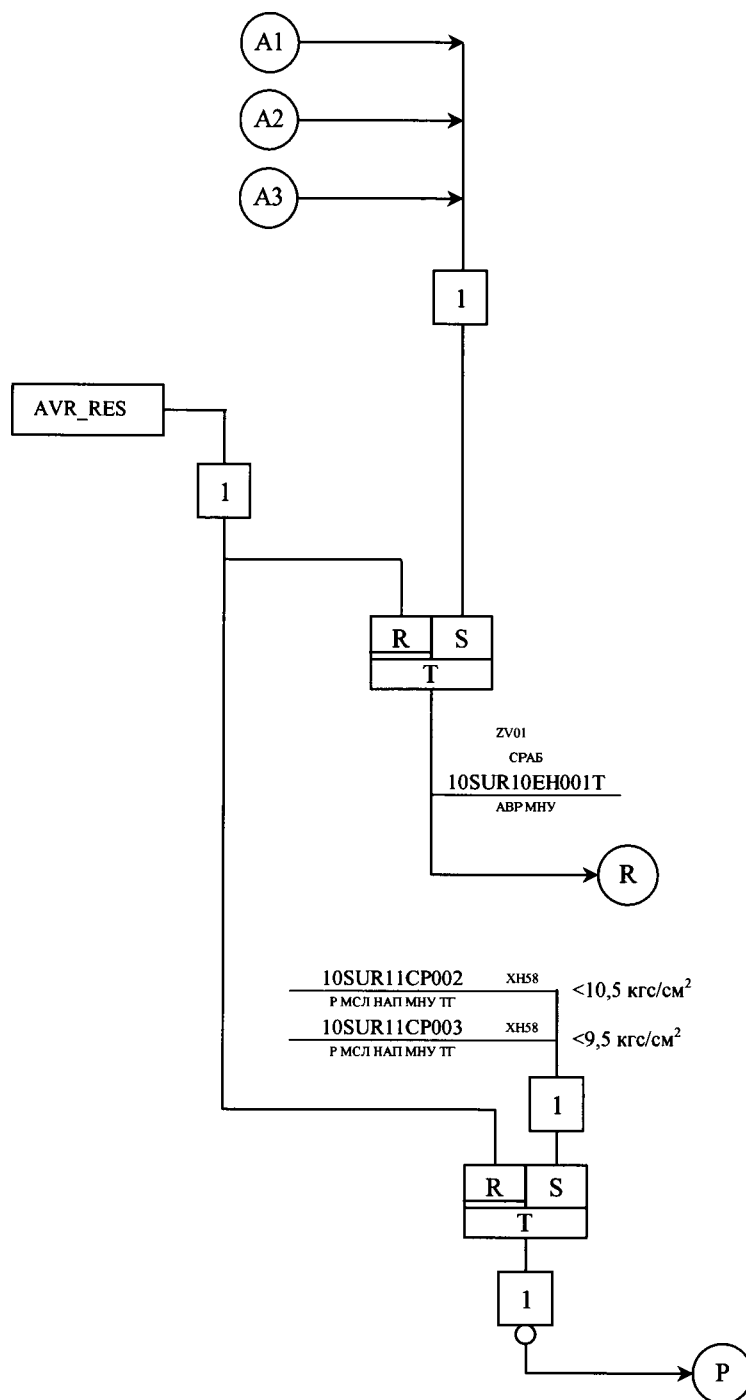 A1
A2
A3
1
AVR_RES
1
R S
T
ZV01
СРАБ
10SUR10EH001T
АВР МНУ
R
10SUR11CP002 XH58 <10,5 кгс/см²
Р МСЛ НАП МНУ ТГ
10SUR11CP003 XH58 <9,5 кгс/см²
Р МСЛ НАП МНУ ТГ
1
R S
T
1
P